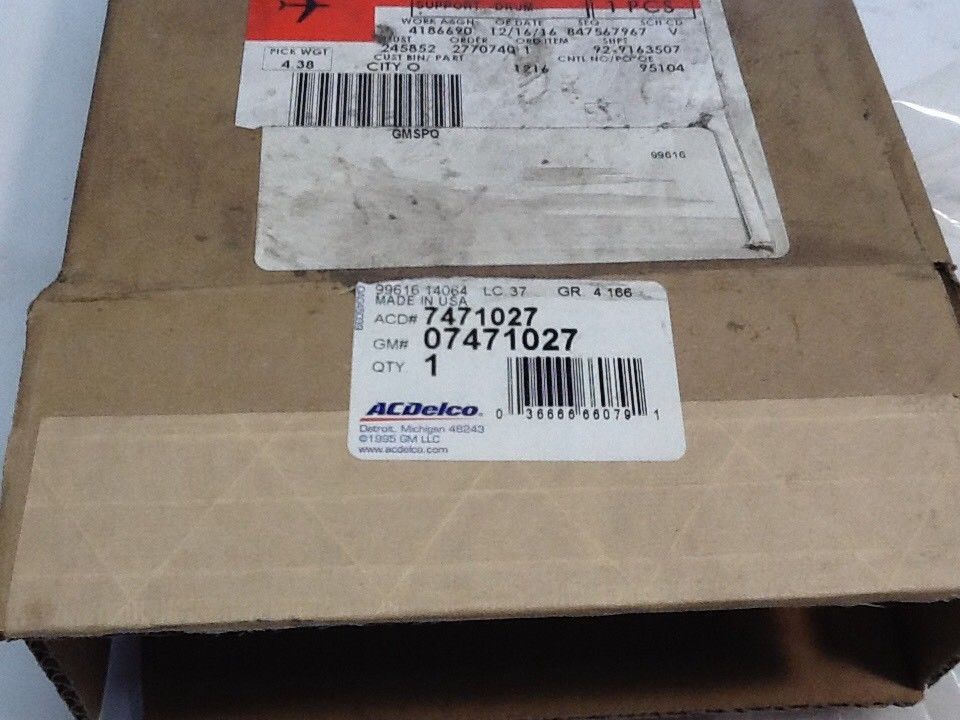 SUPPORT, DRUM
1 PCS
WORK ASGN OP DATE SEQ SCH CD
4186690 12/16/16 847567967 V
CUST ORDER ORD ITEM SHPT
245852 2770740 1 92-9163507
PICK WGT
4.38
CUST BIN/ PART CNTL NO/PO QE
CITY O 1216 95104
GMSPO
99616
99616 14064 LC 37 GR. 4.166
MADE IN USA
ACD# 7471027
GM# 07471027
QTY 1
0 36666 66079 1
ACDelco
Detroit, Michigan 48243
©1995 GM LLC
www.acdelco.com